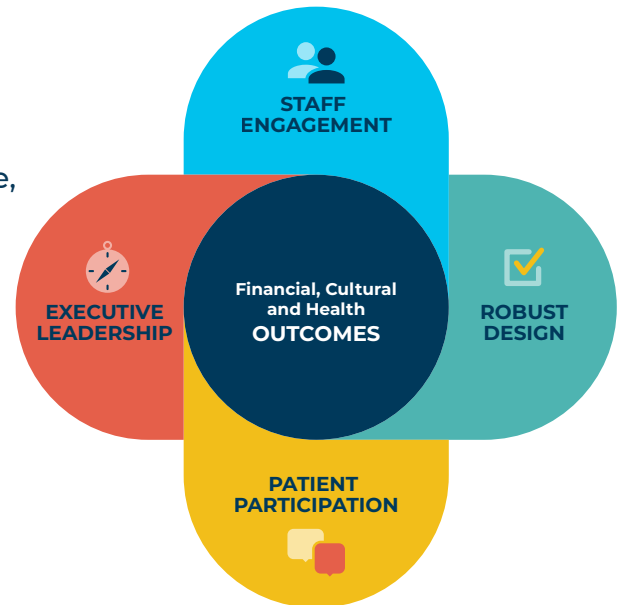 STAFF
ENGAGEMENT
e,
EXECUTIVE
LEADERSHIP
Financial, Cultural
and Health
OUTCOMES
ROBUST
DESIGN
PATIENT
PARTICIPATION